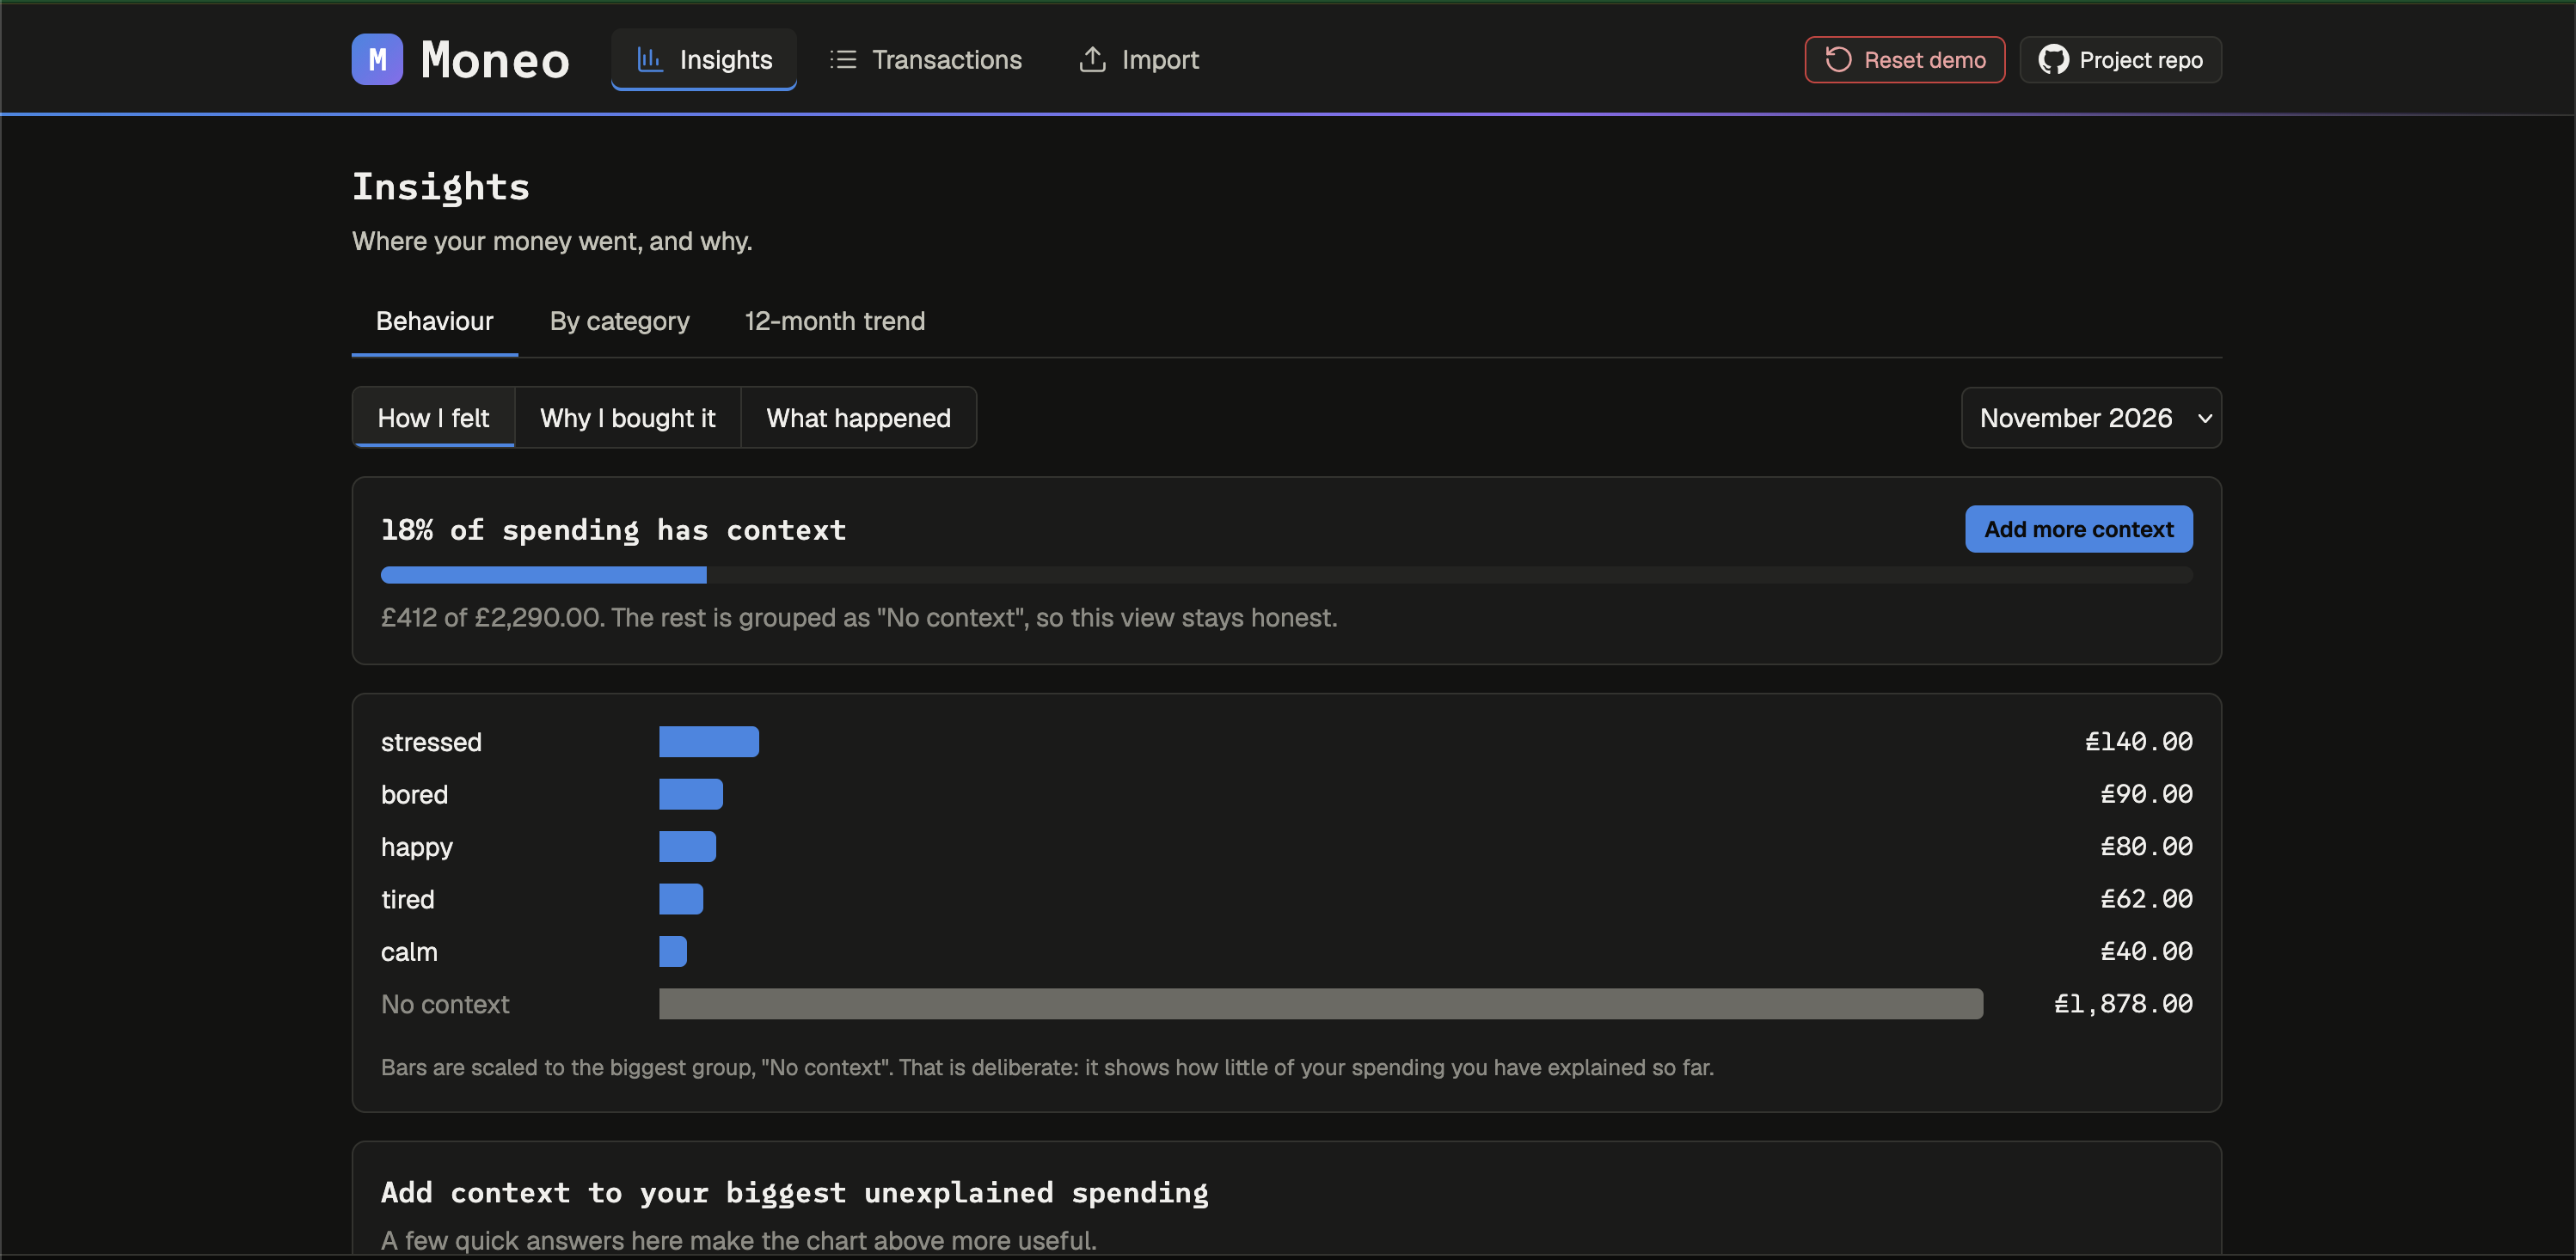 M Moneo Insights Transactions Import Reset demo Project repo
Insights
Where your money went, and why.
Behaviour By category 12-month trend
How I felt Why I bought it What happened November 2026
18% of spending has context Add more context
£412 of £2,290.00. The rest is grouped as "No context", so this view stays honest.
stressed £140.00
bored £90.00
happy £80.00
tired £62.00
calm £40.00
No context £1,878.00
Bars are scaled to the biggest group, "No context". That is deliberate: it shows how little of your spending you have explained so far.
Add context to your biggest unexplained spending
A few quick answers here make the chart above more useful.